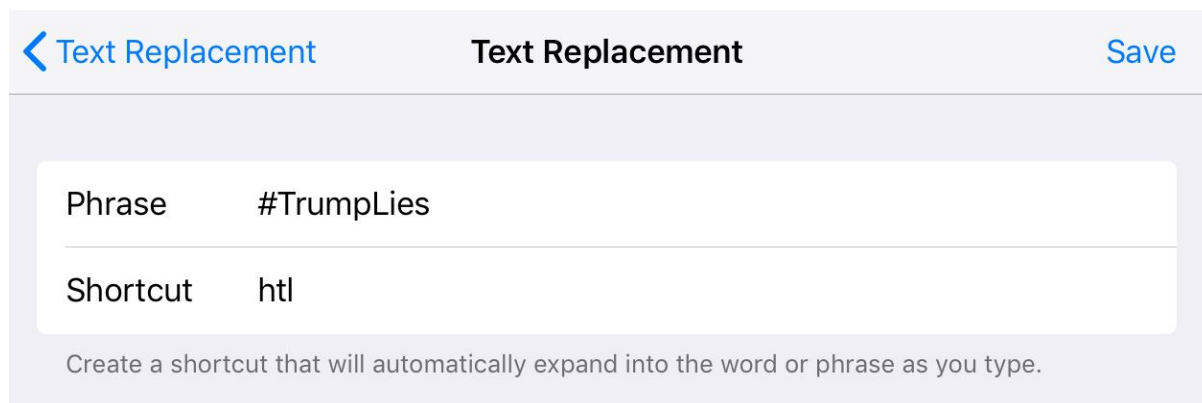 Text Replacement Text Replacement Save
Phrase #TrumpLies
Shortcut htl
Create a shortcut that will automatically expand into the word or phrase as you type.